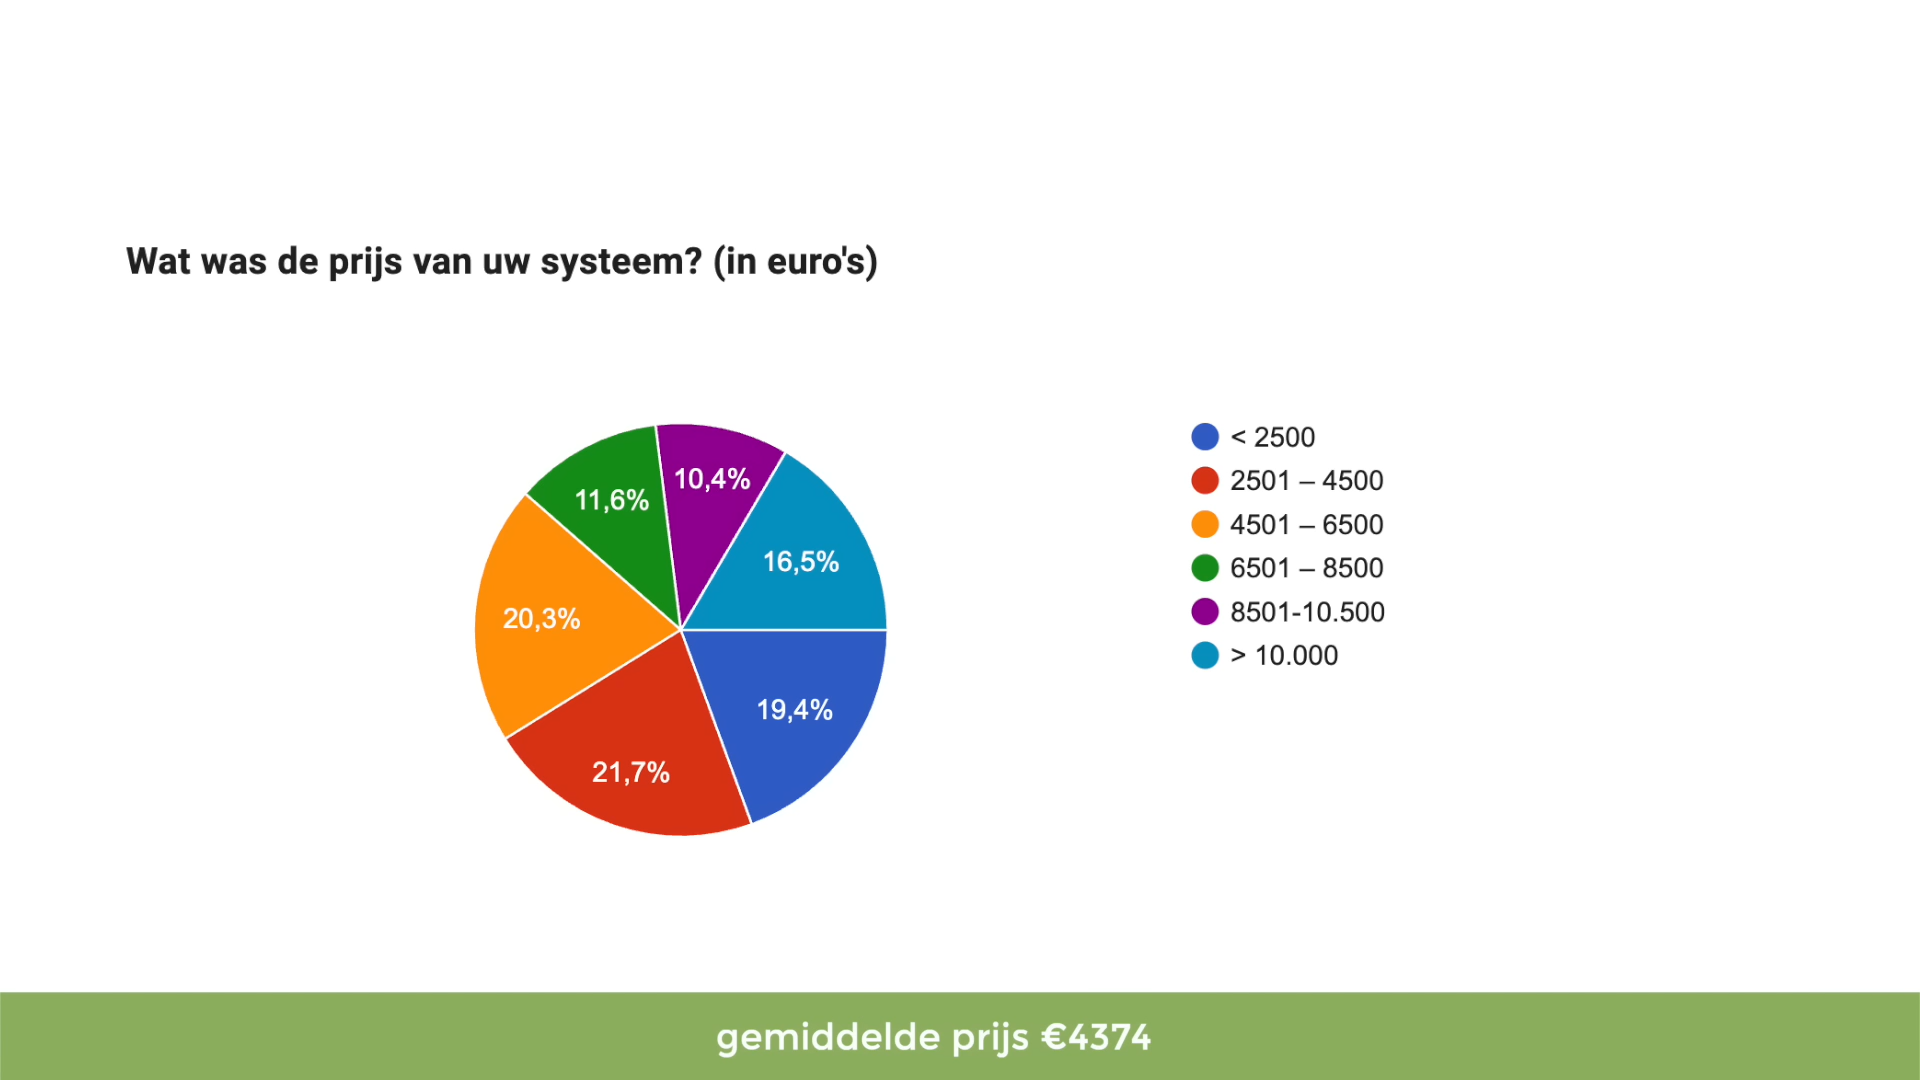 Wat was de prijs van uw systeem? (in euro's)
10,4%
11,6%
16,5%
20,3%
19,4%
21,7%
< 2500
2501 – 4500
4501 – 6500
6501 – 8500
8501-10.500
> 10.000
gemiddelde prijs €4374